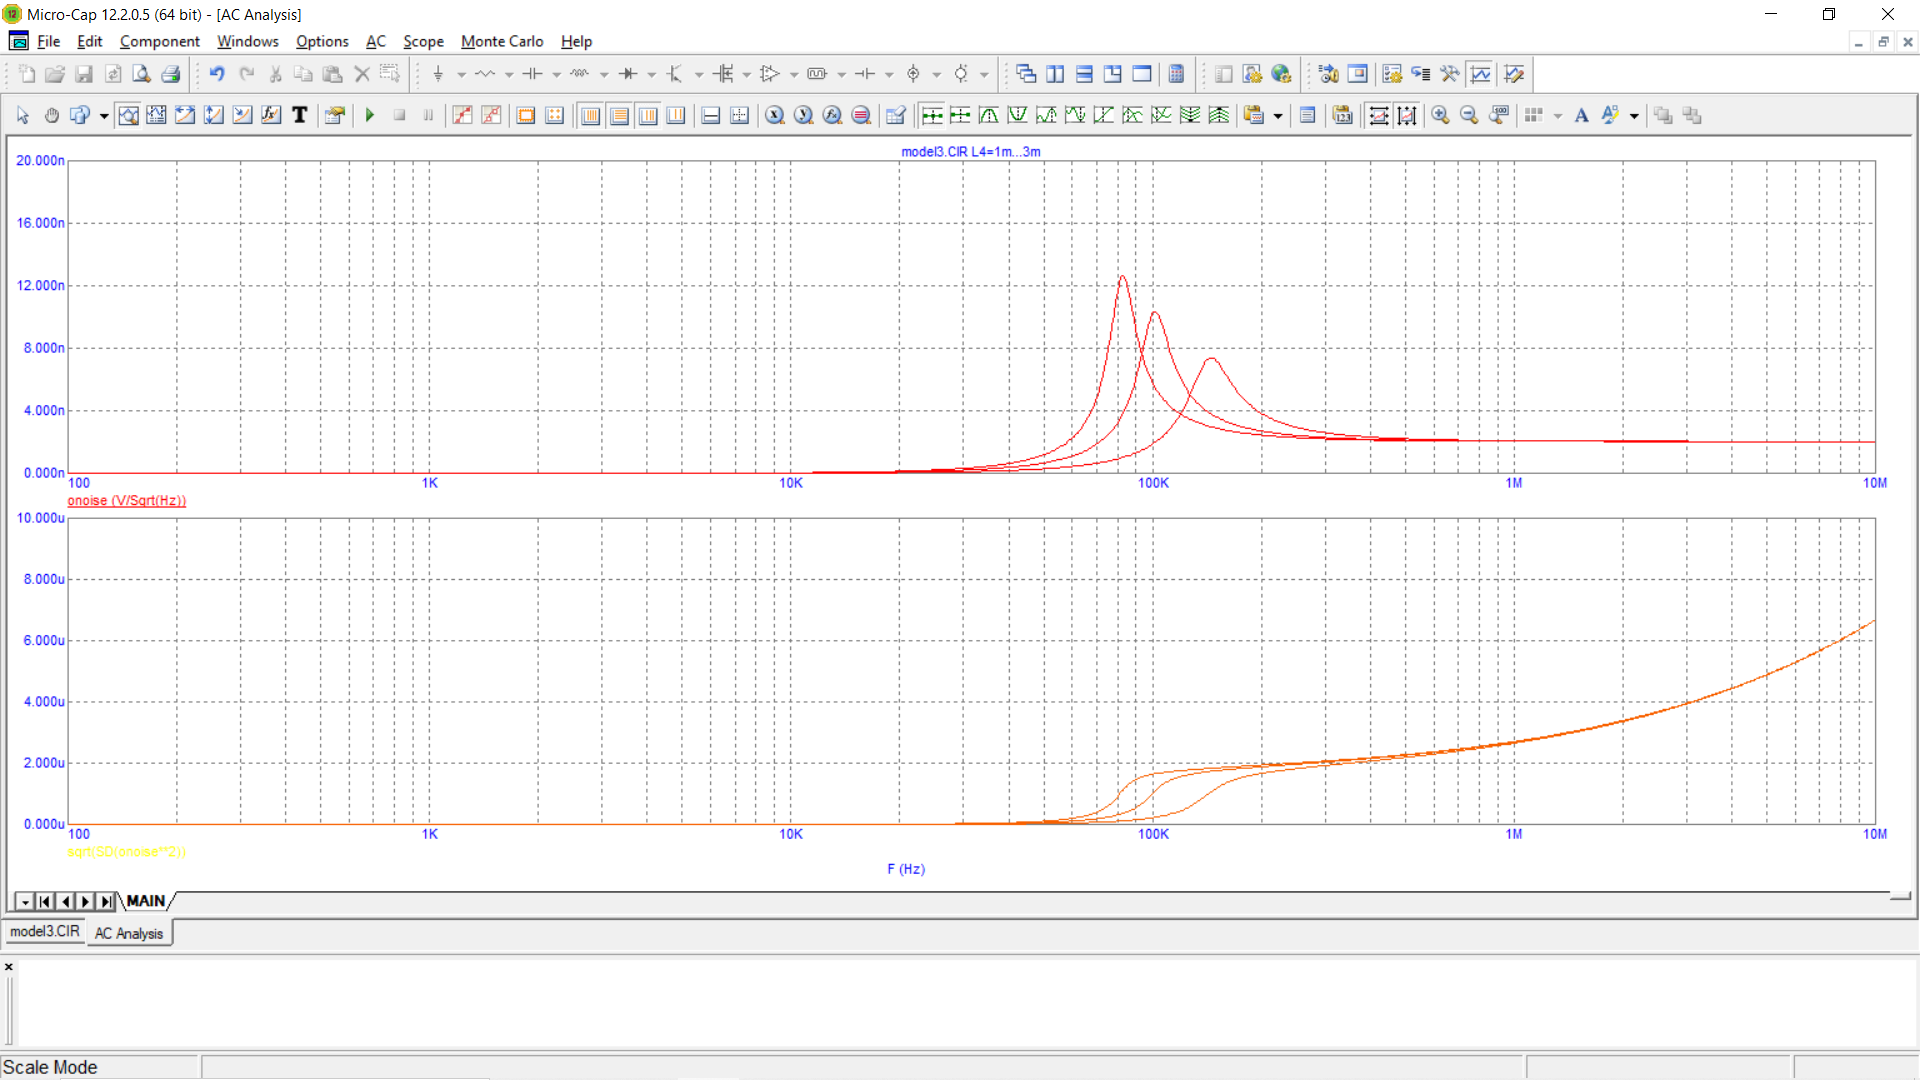 Micro-Cap 12.2.0.5 (64 bit) - [AC Analysis]
File Edit Component Windows Options AC Scope Monte Carlo Help
model3.CIR L4=1m...3m
20.000n
16.000n
12.000n
8.000n
4.000n
0.000n
100 1K 10K 100K 1M 10M
onoise (V/Sqrt(Hz))
10.000u
8.000u
6.000u
4.000u
2.000u
0.000u
100 1K 10K 100K 1M 10M
sqrt(SD(onoise**2))
F (Hz)
MAIN
model3.CIR AC Analysis
Scale Mode